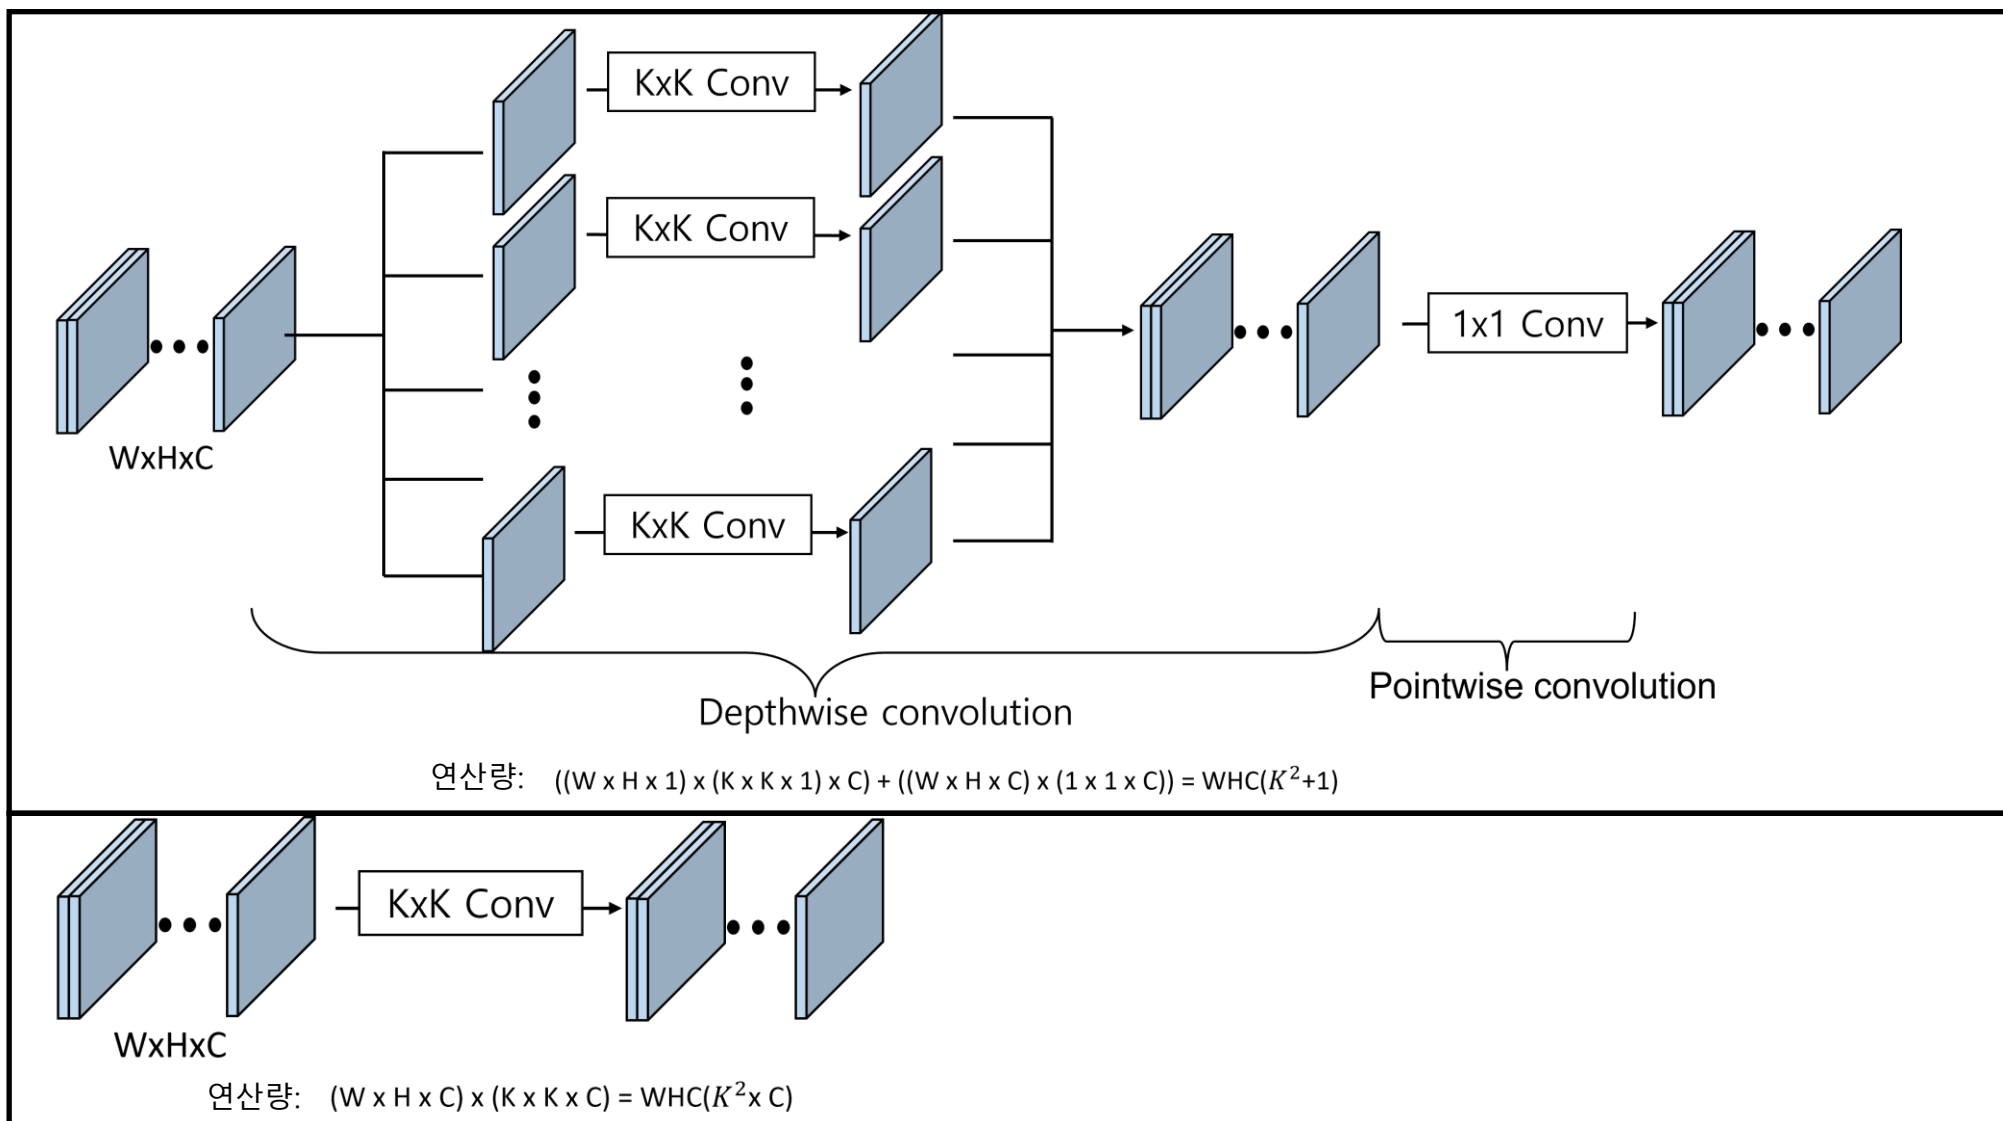 KxK Conv
KxK Conv
1x1 Conv
WxHxC
KxK Conv
Depthwise convolution
Pointwise convolution
연산량: ((W x H x 1) x (K x K x 1) x C) + ((W x H x C) x (1 x 1 x C)) = WHC(K²+1)
KxK Conv
WxHxC
연산량: (W x H x C) x (K x K x C) = WHC(K²x C)